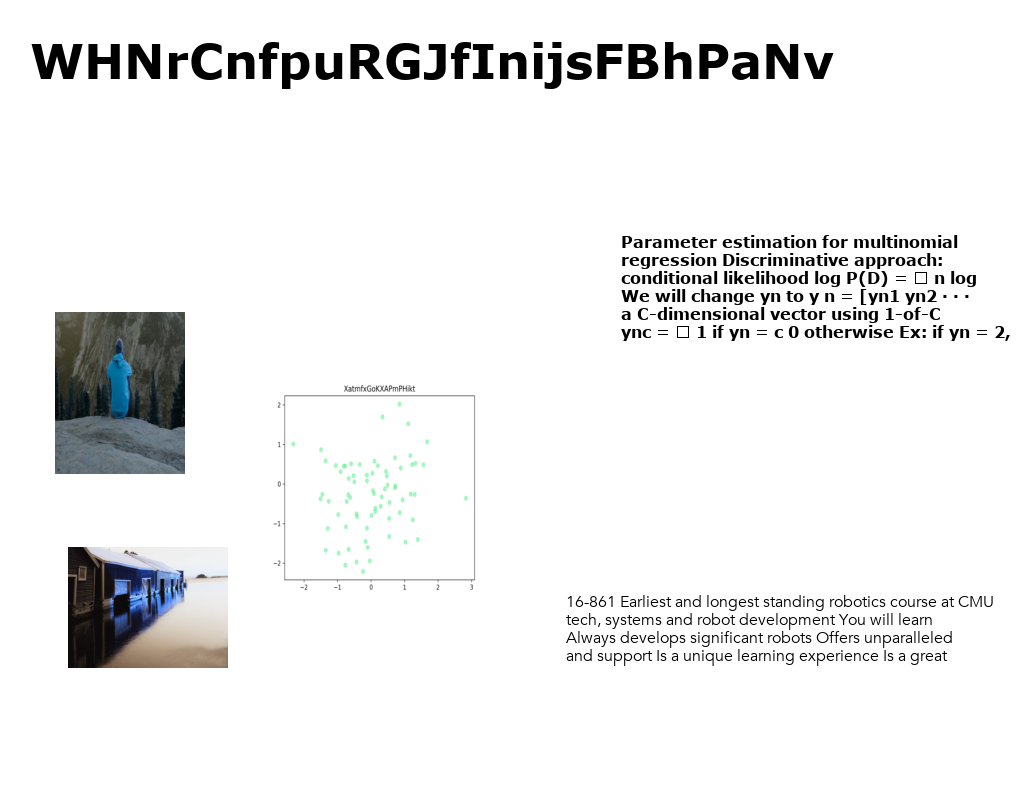 WHNrCnfpuRGJfInijsFBhPaNv
Parameter estimation for multinomial
regression Discriminative approach:
conditional likelihood log P(D) = □ n log
We will change yn to y n = [yn1 yn2 · · ·
a C-dimensional vector using 1-of-C
ync = □ 1 if yn = c 0 otherwise Ex: if yn = 2,
XatmfxGoKXAPmPHikt
2
1
0
−1
−2
−2 −1 0 1 2 3
16-861 Earliest and longest standing robotics course at CMU
tech, systems and robot development You will learn
Always develops significant robots Offers unparalleled
and support Is a unique learning experience Is a great